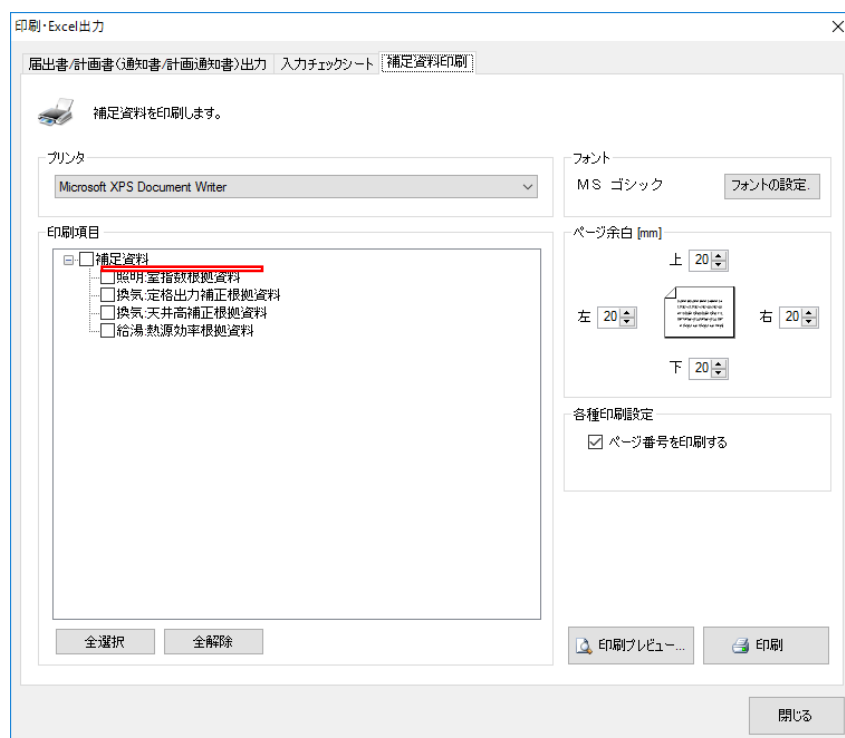 印刷・Excel出力
届出書/計画書(通知書/計画通知書)出力 入力チェックシート 補足資料印刷
補足資料を印刷します。
プリンタ
Microsoft XPS Document Writer
フォント
MS ゴシック
フォントの設定.
印刷項目
補足資料
照明:室指数根拠資料
換気:定格出力補正根拠資料
換気:天井高補正根拠資料
給湯:熱源効率根拠資料
全選択 全解除
ページ余白 [mm]
上 20
左 20
右 20
下 20
各種印刷設定
ページ番号を印刷する
印刷プレビュー... 印刷
閉じる